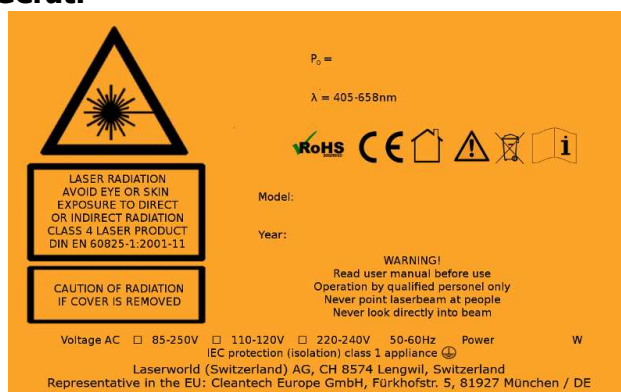 P₀ =
λ = 405-658nm
RoHS CE i
LASER RADIATION
AVOID EYE OR SKIN
EXPOSURE TO DIRECT
OR INDIRECT RADIATION
CLASS 4 LASER PRODUCT
DIN EN 60825-1:2001-11
CAUTION OF RADIATION
IF COVER IS REMOVED
Model:
Year:
WARNING!
Read user manual before use
Operation by qualified personel only
Never point laserbeam at people
Never look directly into beam
Voltage AC ☐ 85-250V ☐ 110-120V ☐ 220-240V 50-60Hz Power W
IEC protection (isolation) class 1 appliance
Laserworld (Switzerland) AG, CH 8574 Lengwil, Switzerland
Representative in the EU: Cleantech Europe GmbH, Fürkhofstr. 5, 81927 München / DE